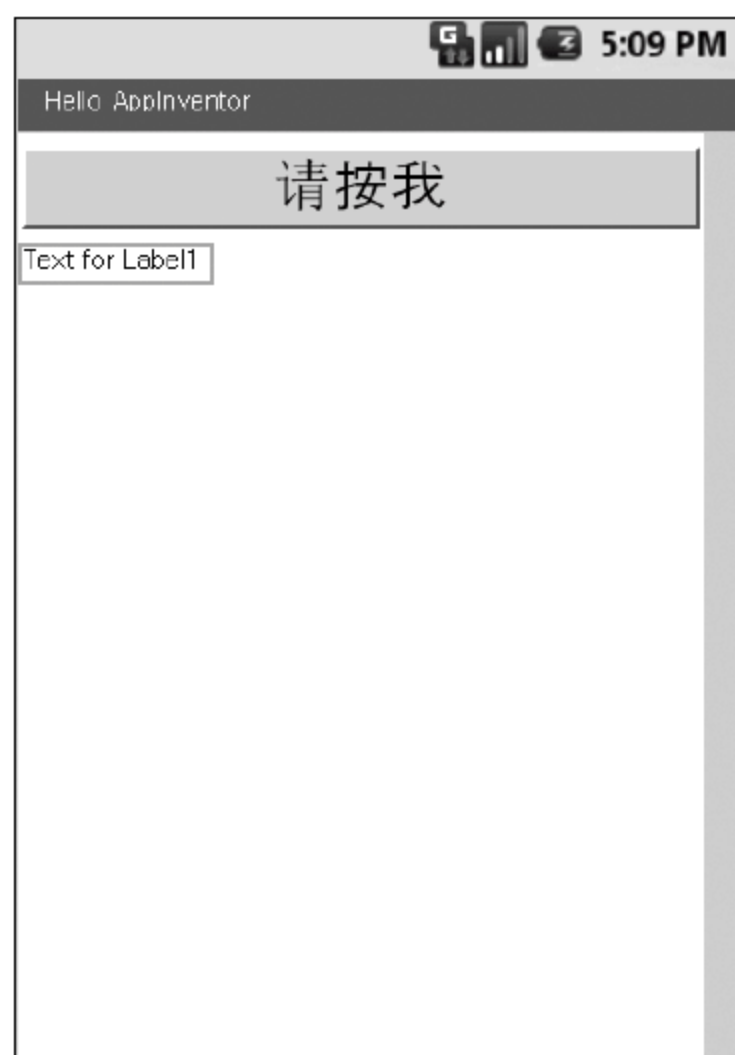 G 5:09 PM
Hello AppInventor
请按我
Text for Label1